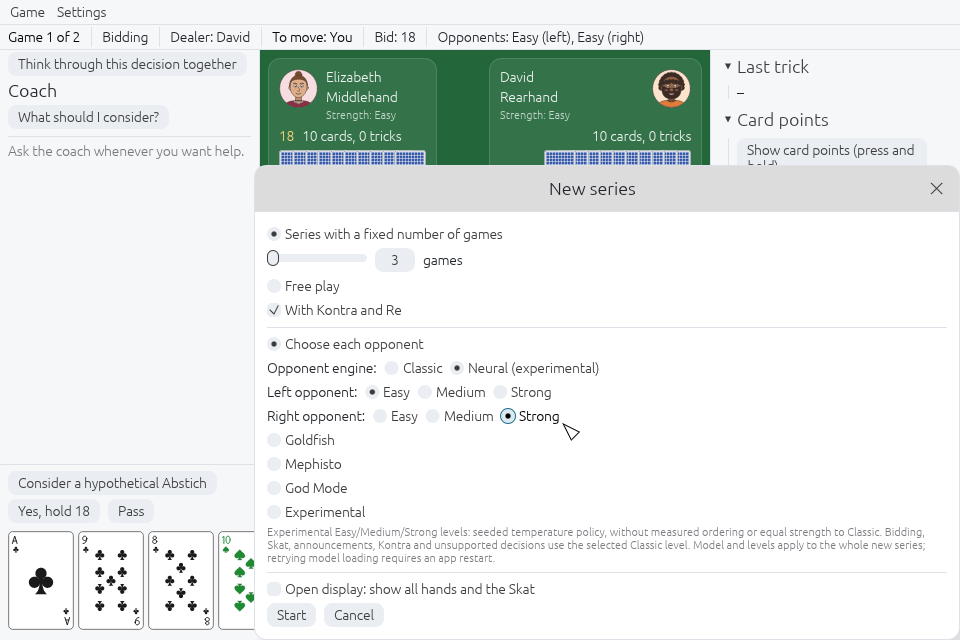 Game Settings
Game 1 of 2 Bidding Dealer: David To move: You Bid: 18 Opponents: Easy (left), Easy (right)
Think through this decision together
Coach
What should I consider?
Ask the coach whenever you want help.
Elizabeth
Middlehand
Strength: Easy
18 10 cards, 0 tricks
David
Rearhand
Strength: Easy
10 cards, 0 tricks
Last trick
–
Card points
Show card points (press and
hold)
New series
Series with a fixed number of games
3 games
Free play
With Kontra and Re
Choose each opponent
Opponent engine: Classic Neural (experimental)
Left opponent: Easy Medium Strong
Right opponent: Easy Medium Strong
Goldfish
Mephisto
God Mode
Experimental
Experimental Easy/Medium/Strong levels: seeded temperature policy, without measured ordering or equal strength to Classic. Bidding,
Skat, announcements, Kontra and unsupported decisions use the selected Classic level. Model and levels apply to the whole new series;
retrying model loading requires an app restart.
Open display: show all hands and the Skat
Start Cancel
Consider a hypothetical Abstich
Yes, hold 18 Pass
A 9 8 10
A 9 8